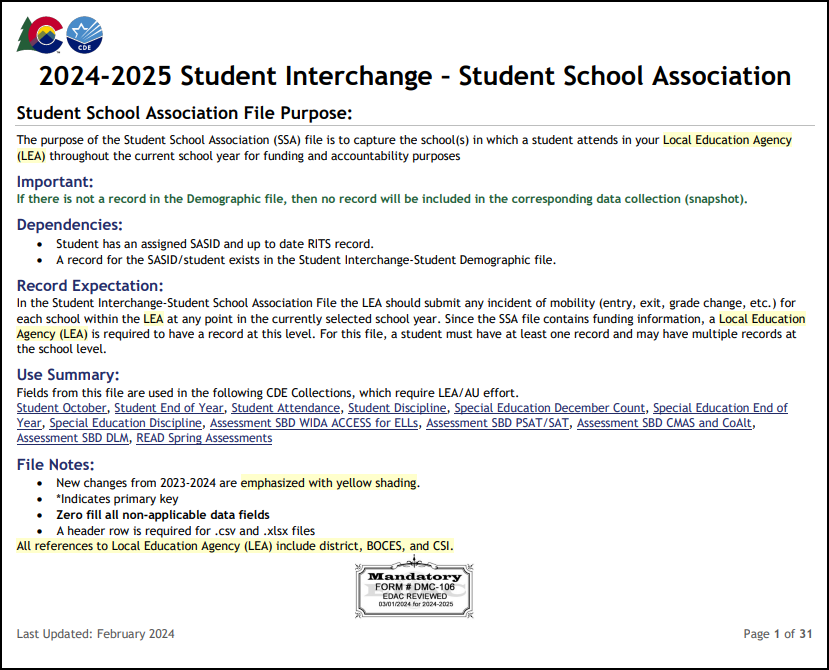 CDE
2024-2025 Student Interchange – Student School Association
Student School Association File Purpose:
The purpose of the Student School Association (SSA) file is to capture the school(s) in which a student attends in your Local Education Agency
(LEA) throughout the current school year for funding and accountability purposes
Important:
If there is not a record in the Demographic file, then no record will be included in the corresponding data collection (snapshot).
Dependencies:
• Student has an assigned SASID and up to date RITS record.
• A record for the SASID/student exists in the Student Interchange-Student Demographic file.
Record Expectation:
In the Student Interchange-Student School Association File the LEA should submit any incident of mobility (entry, exit, grade change, etc.) for
each school within the LEA at any point in the currently selected school year. Since the SSA file contains funding information, a Local Education
Agency (LEA) is required to have a record at this level. For this file, a student must have at least one record and may have multiple records at
the school level.
Use Summary:
Fields from this file are used in the following CDE Collections, which require LEA/AU effort.
Student October, Student End of Year, Student Attendance, Student Discipline, Special Education December Count, Special Education End of
Year, Special Education Discipline, Assessment SBD WIDA ACCESS for ELLs, Assessment SBD PSAT/SAT, Assessment SBD CMAS and CoAlt,
Assessment SBD DLM, READ Spring Assessments
File Notes:
• New changes from 2023-2024 are emphasized with yellow shading.
• *Indicates primary key
• Zero fill all non-applicable data fields
• A header row is required for .csv and .xlsx files
All references to Local Education Agency (LEA) include district, BOCES, and CSI.
Mandatory
FORM # DMC-106
EDAC REVIEWED
03/01/2024 for 2024-2025
Last Updated: February 2024 Page 1 of 31